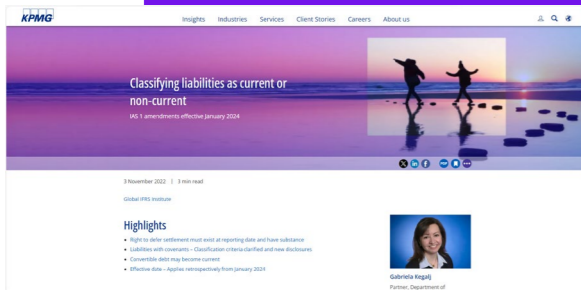 KPMG
Insights Industries Services Client Stories Careers About us
Classifying liabilities as current or
non-current
IAS 1 amendments effective January 2024
3 November 2022 | 3 min read
Global IFRS Institute
Highlights
Right to defer settlement must exist at reporting date and have substance
Liabilities with covenants – Classification criteria clarified and new disclosures
Convertible debt may become current
Effective date – Applies retrospectively from January 2024
Gabriela Kegalj
Partner, Department of